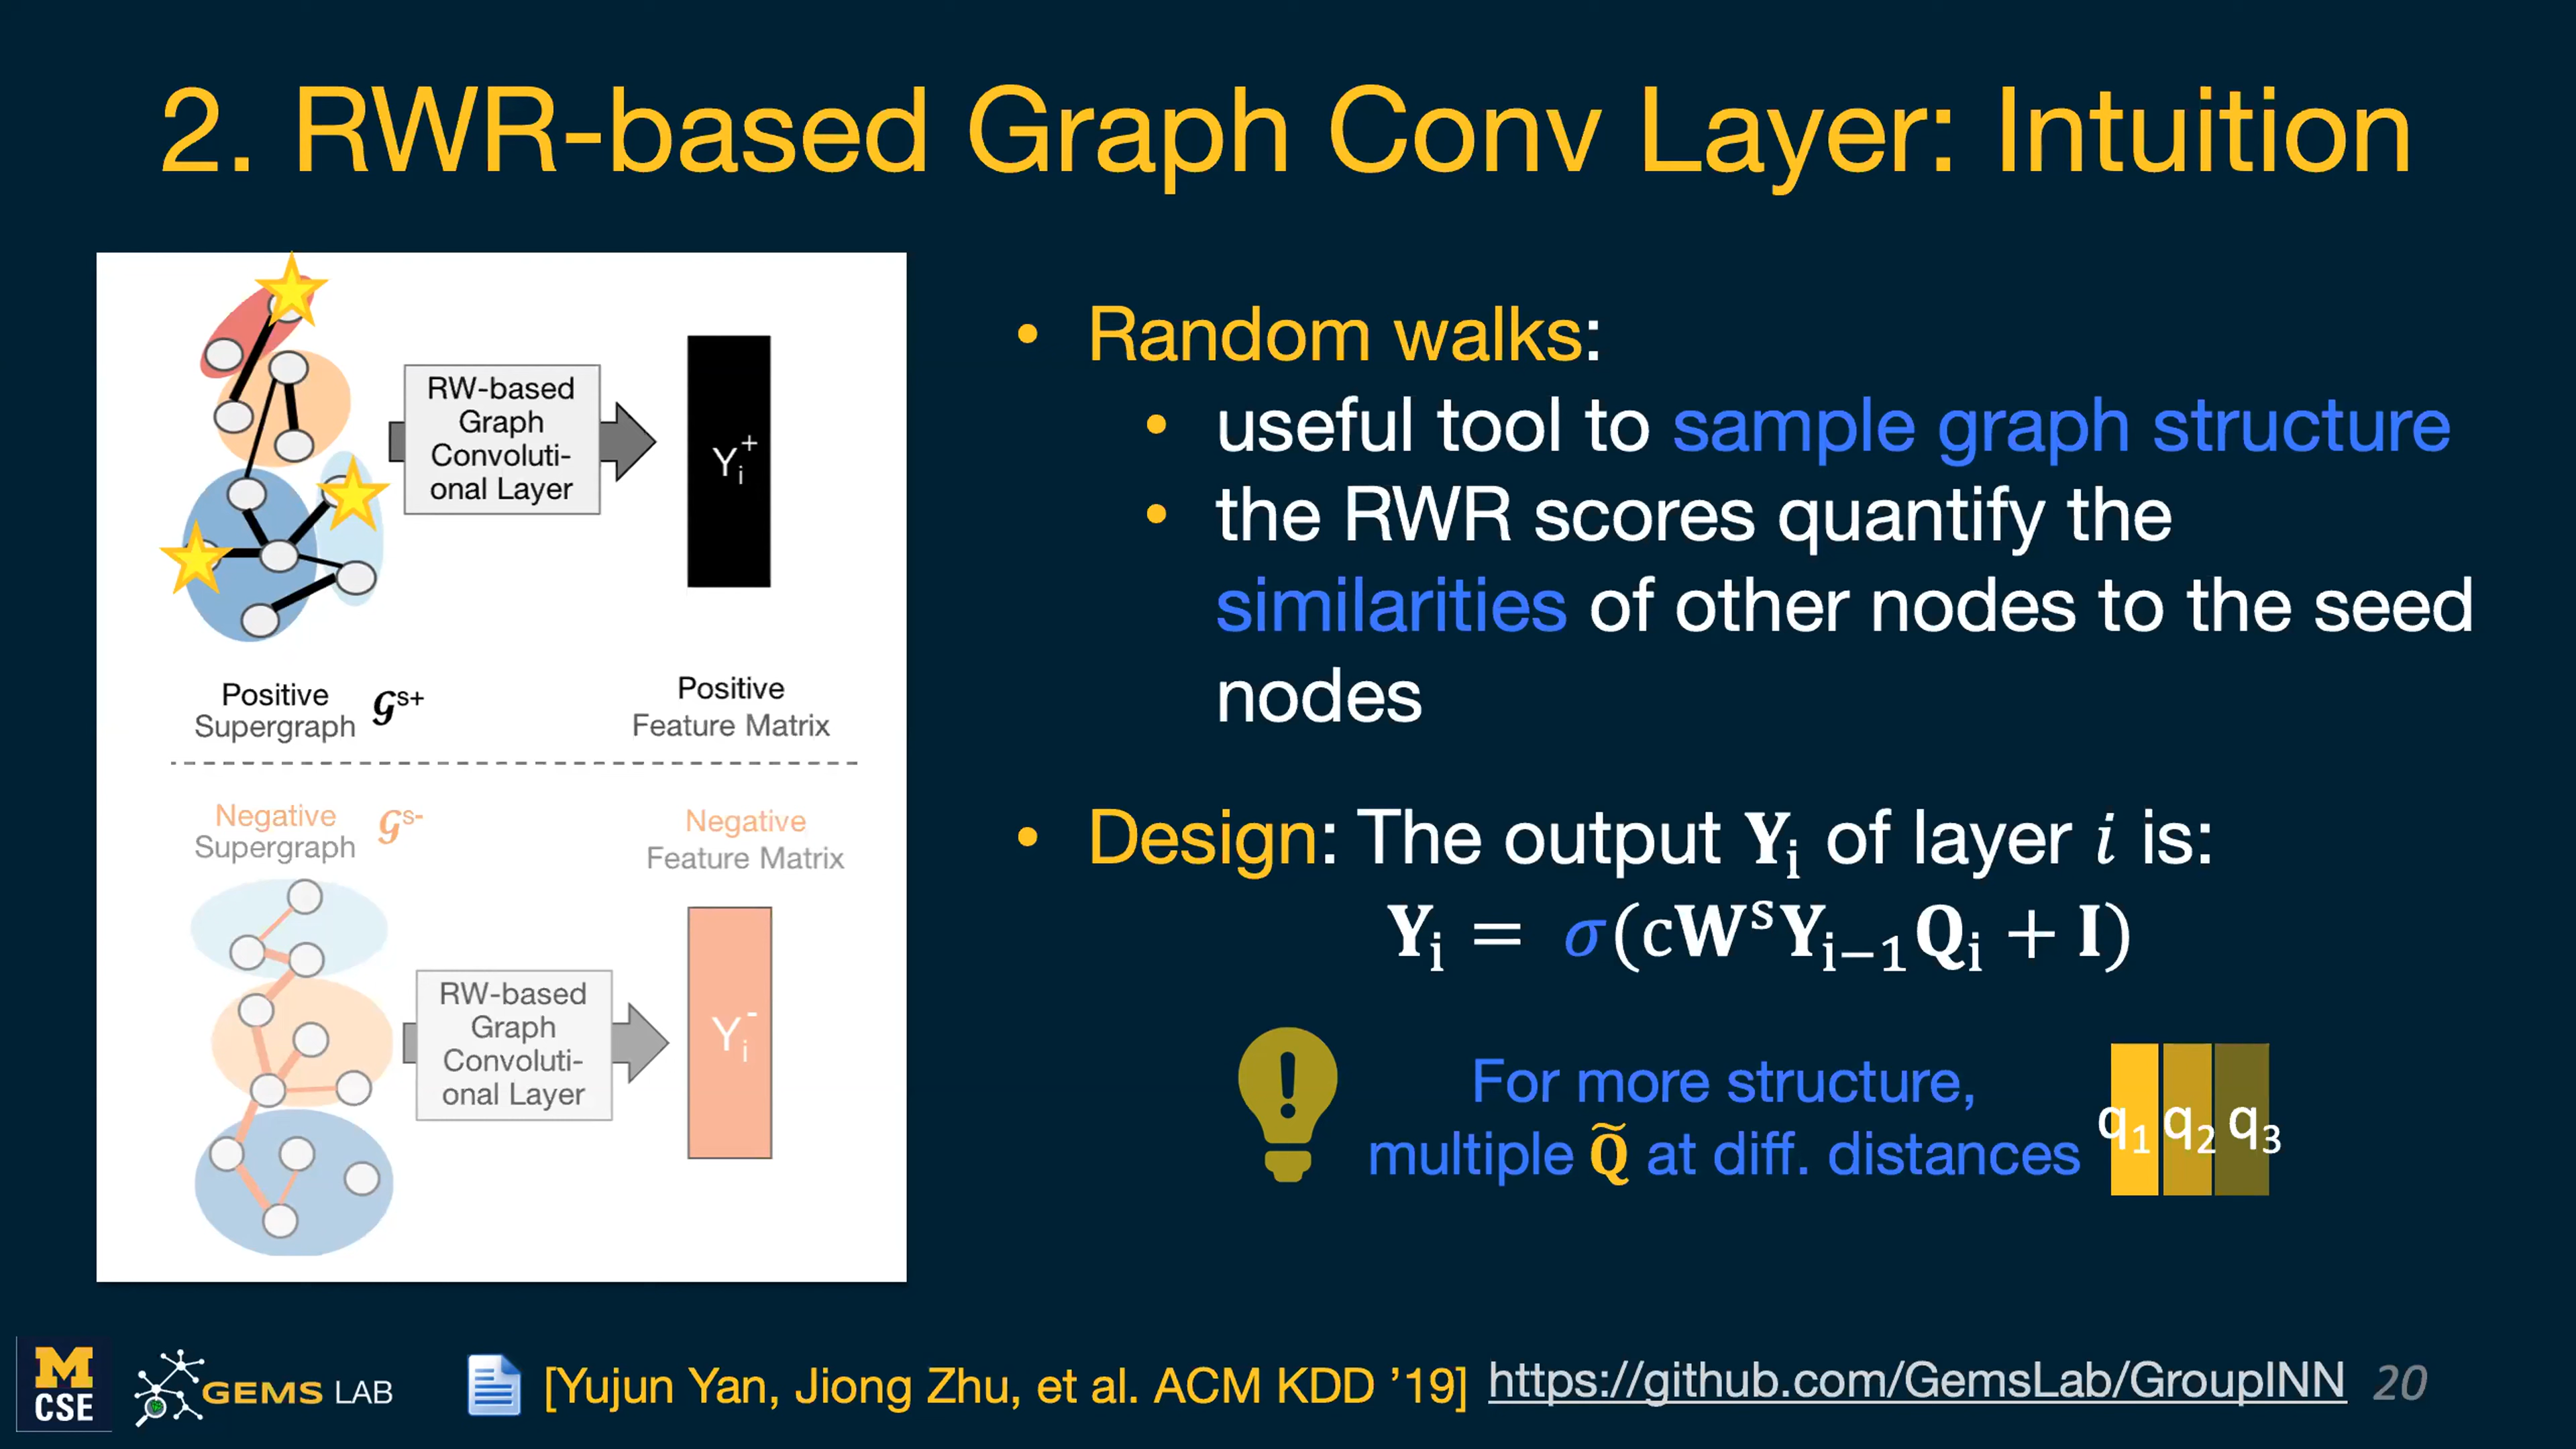 2. RWR-based Graph Conv Layer: Intuition
RW-based
Graph
Convoluti-
onal Layer
Yi+
Positive
Supergraph 𝒢s+
Positive
Feature Matrix
Negative
Supergraph 𝒢s-
Negative
Feature Matrix
RW-based
Graph
Convoluti-
onal Layer
Yi-
• Random walks:
• useful tool to sample graph structure
• the RWR scores quantify the
similarities of other nodes to the seed
nodes
• Design: The output Yi of layer i is:
Yi = σ(cWsYi−1Qi + I)
!
For more structure,
multiple Q̃ at diff. distances
q1 q2 q3
M
CSE
GEMS LAB
[Yujun Yan, Jiong Zhu, et al. ACM KDD ’19] https://github.com/GemsLab/GroupINN 20